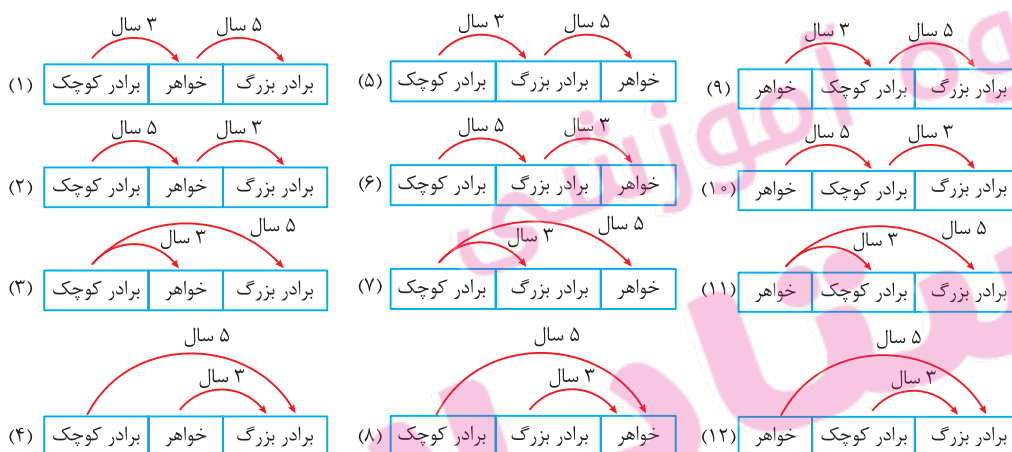 ۳ سال ۵ سال
(۱) برادر کوچک خواهر برادر بزرگ
۵ سال ۳ سال
(۲) برادر کوچک خواهر برادر بزرگ
۵ سال
۳ سال
(۳) برادر کوچک خواهر برادر بزرگ
۵ سال
۳ سال
(۴) برادر کوچک خواهر برادر بزرگ
۳ سال ۵ سال
(۵) برادر کوچک برادر بزرگ خواهر
۵ سال ۳ سال
(۶) برادر کوچک برادر بزرگ خواهر
۵ سال
۳ سال
(۷) برادر کوچک برادر بزرگ خواهر
۵ سال
۳ سال
(۸) برادر کوچک برادر بزرگ خواهر
۳ سال ۵ سال
(۹) خواهر برادر کوچک برادر بزرگ
۵ سال ۳ سال
(۱۰) خواهر برادر کوچک برادر بزرگ
۵ سال
۳ سال
(۱۱) خواهر برادر کوچک برادر بزرگ
۵ سال
۳ سال
(۱۲) خواهر برادر کوچک برادر بزرگ
آموزشی